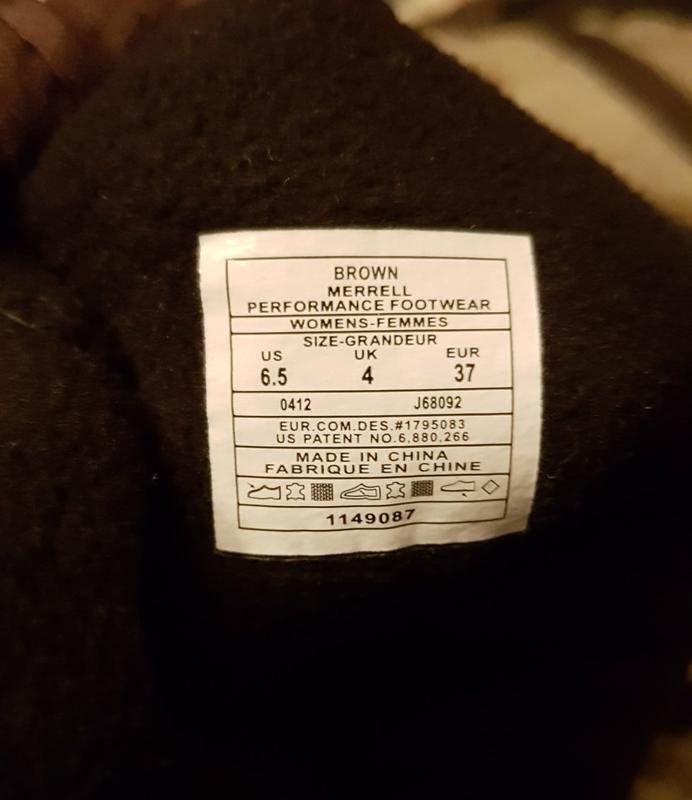 BROWN
MERRELL
PERFORMANCE FOOTWEAR
WOMENS-FEMMES
SIZE-GRANDEUR
US UK EUR
6.5 4 37
0412 J68092
EUR.COM.DES.#1795083
US PATENT NO.6,880,266
MADE IN CHINA
FABRIQUE EN CHINE
1149087